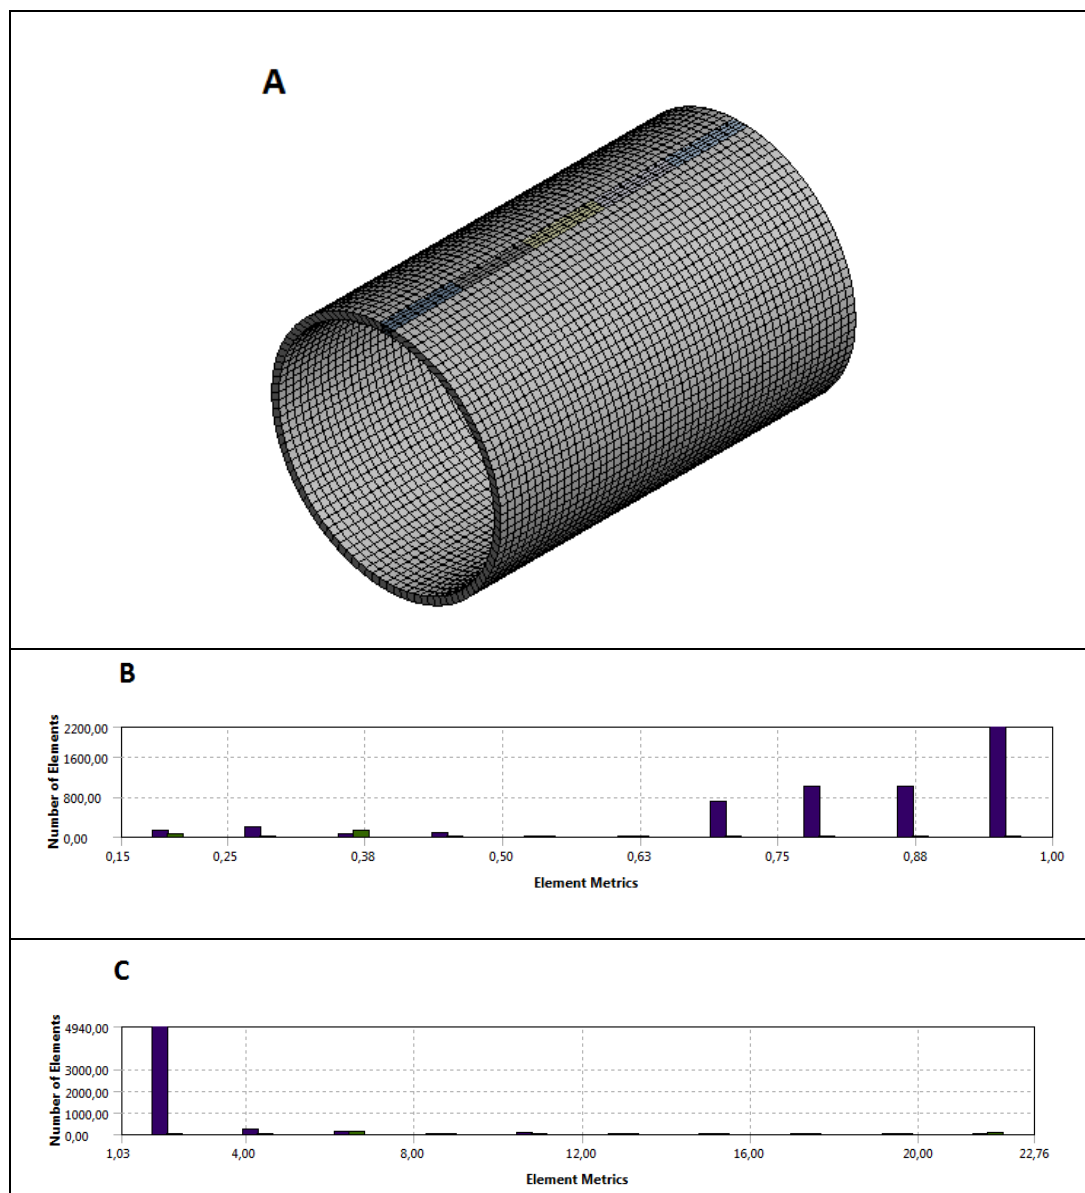 A
B
Number of Elements
2200,00
1600,00
800,00
0,00
0,15 0,25 0,38 0,50 0,63 0,75 0,88 1,00
Element Metrics
C
Number of Elements
4940,00
3000,00
2000,00
1000,00
0,00
1,03 4,00 8,00 12,00 16,00 20,00 22,76
Element Metrics